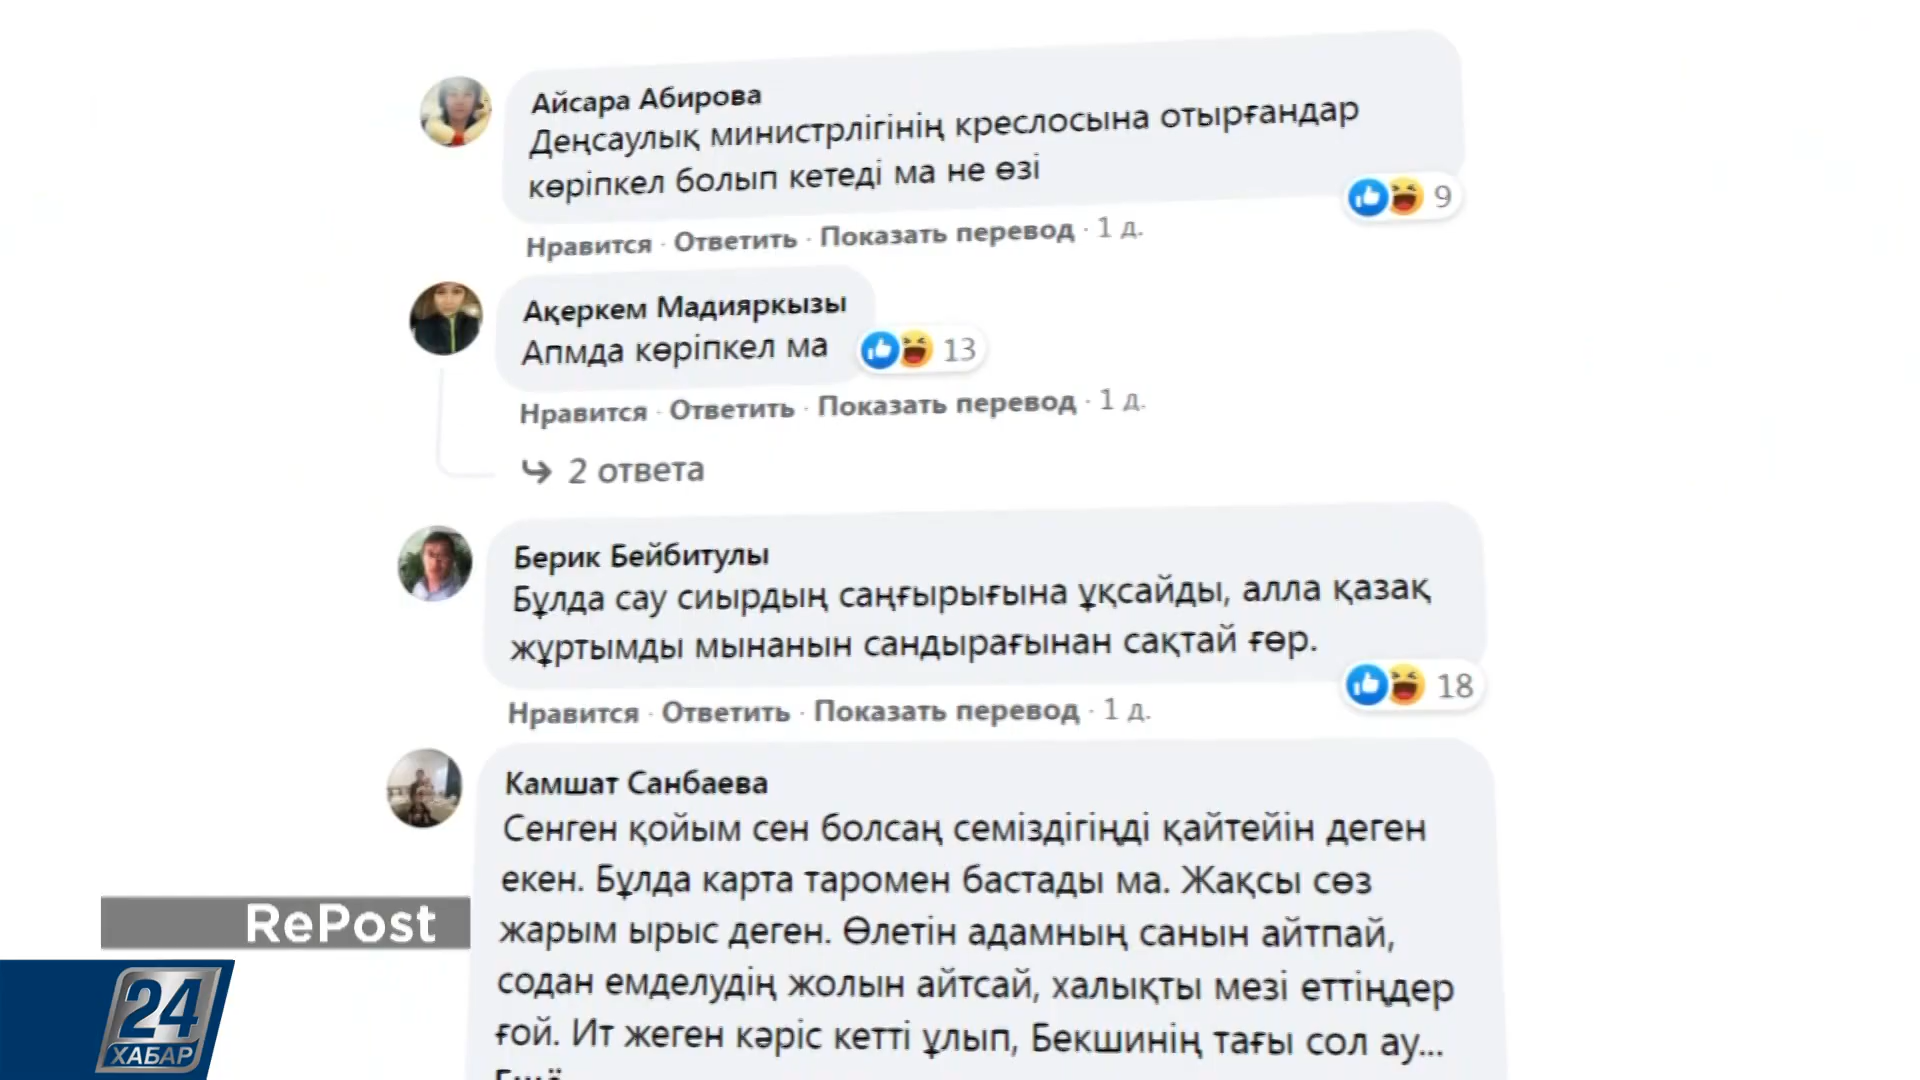 Айсара Абирова
Деңсаулық министрлігінің креслосына отырғандар
көріпкел болып кетеді ма не өзі
9
Нравится · Ответить · Показать перевод · 1 д.
Ақеркем Мадияркызы
Апмда көріпкел ма
13
Нравится · Ответить · Показать перевод · 1 д.
2 ответа
Берик Бейбитулы
Бұлда сау сиырдың саңғырығына ұқсайды, алла қазақ
жұртымды мынанын сандырағынан сақтай ғөр.
18
Нравится · Ответить · Показать перевод · 1 д.
Камшат Санбаева
Сенген қойым сен болсаң семіздігіңді қайтейін деген
екен. Бұлда карта таромен бастады ма. Жақсы сөз
жарым ырыс деген. Өлетін адамның санын айтпай,
содан емделудің жолын айтсай, халықты мезі еттіңдер
ғой. Ит жеген кәріс кетті ұлып, Бекшинің тағы сол ау...
Ещё
RePost
24
ХАБАР